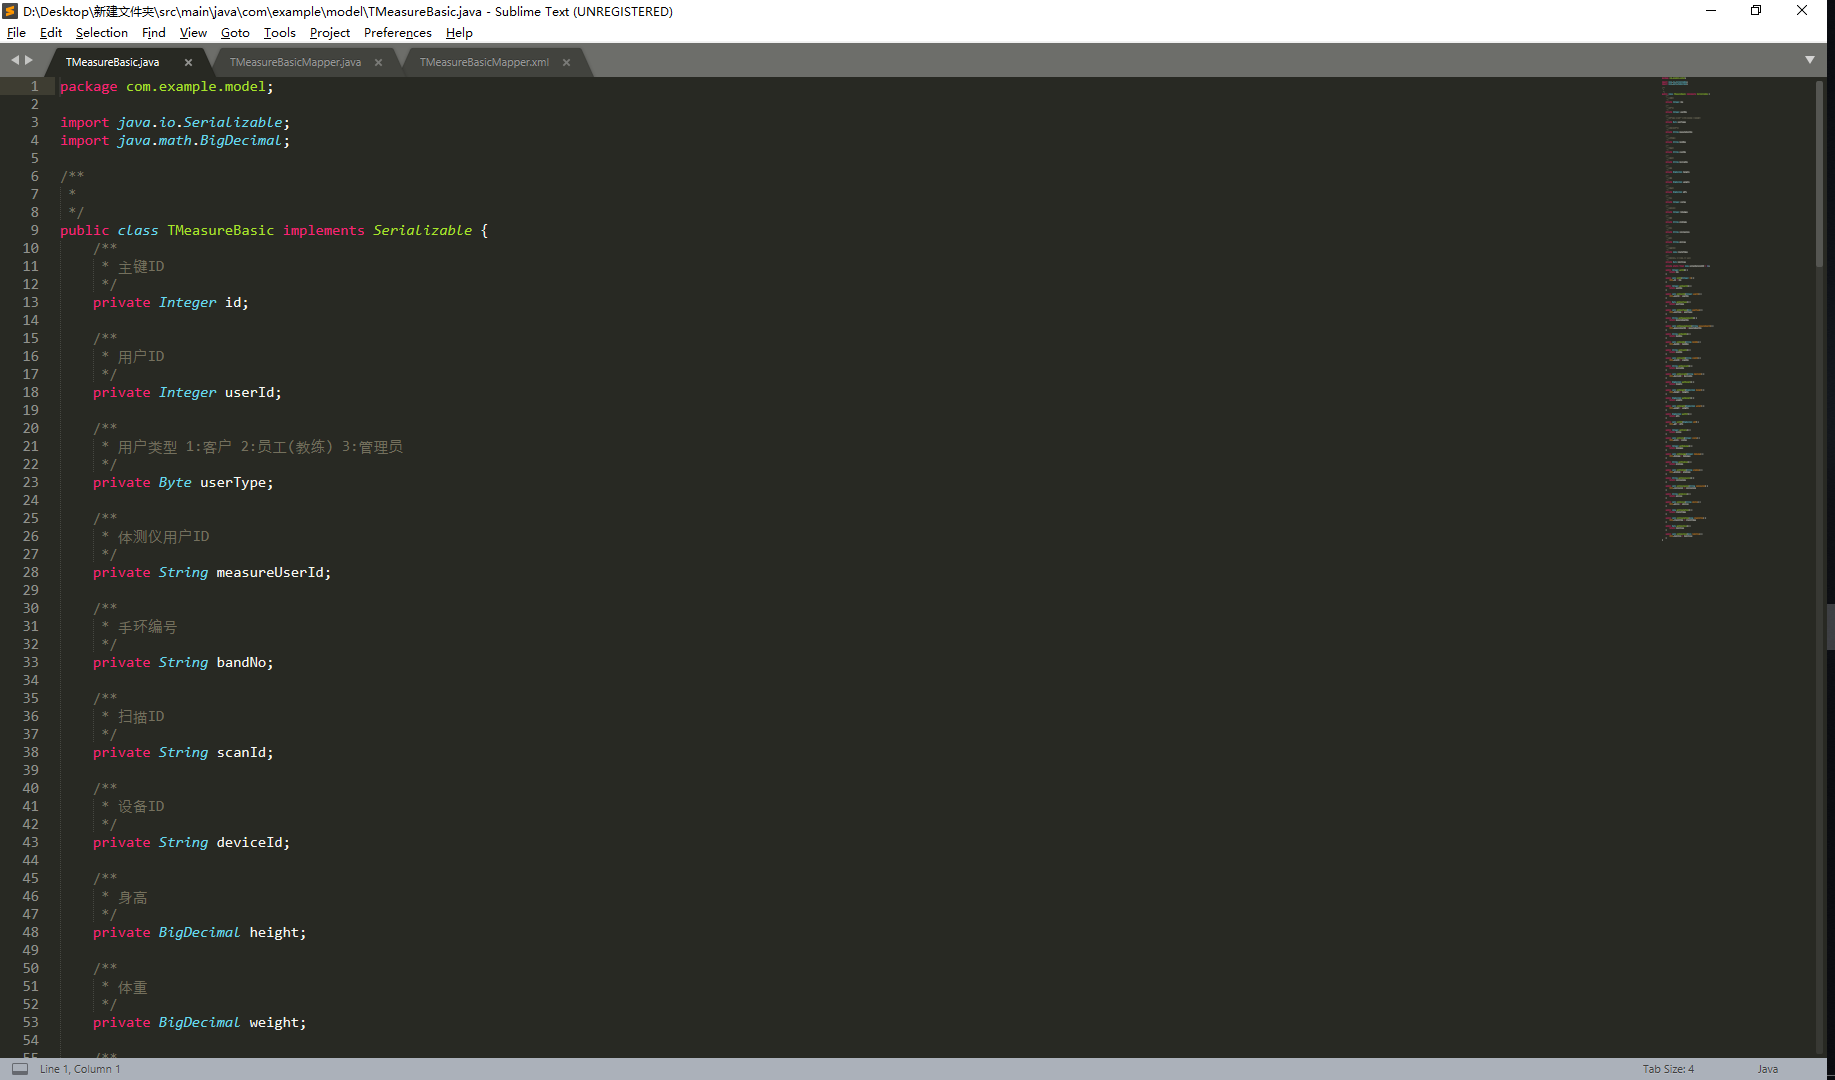 D:\Desktop\新建文件夹\src\main\java\com\example\model\TMeasureBasic.java - Sublime Text (UNREGISTERED)
File Edit Selection Find View Goto Tools Project Preferences Help
TMeasureBasic.java TMeasureBasicMapper.java TMeasureBasicMapper.xml
1 package com.example.model;
2
3 import java.io.Serializable;
4 import java.math.BigDecimal;
5
6 /**
7 *
8 */
9 public class TMeasureBasic implements Serializable {
10 /**
11 * 主键ID
12 */
13 private Integer id;
14
15 /**
16 * 用户ID
17 */
18 private Integer userId;
19
20 /**
21 * 用户类型 1:客户 2:员工(教练) 3:管理员
22 */
23 private Byte userType;
24
25 /**
26 * 体测仪用户ID
27 */
28 private String measureUserId;
29
30 /**
31 * 手环编号
32 */
33 private String bandNo;
34
35 /**
36 * 扫描ID
37 */
38 private String scanId;
39
40 /**
41 * 设备ID
42 */
43 private String deviceId;
44
45 /**
46 * 身高
47 */
48 private BigDecimal height;
49
50 /**
51 * 体重
52 */
53 private BigDecimal weight;
54
55 /**
Line 1, Column 1 Tab Size: 4 Java